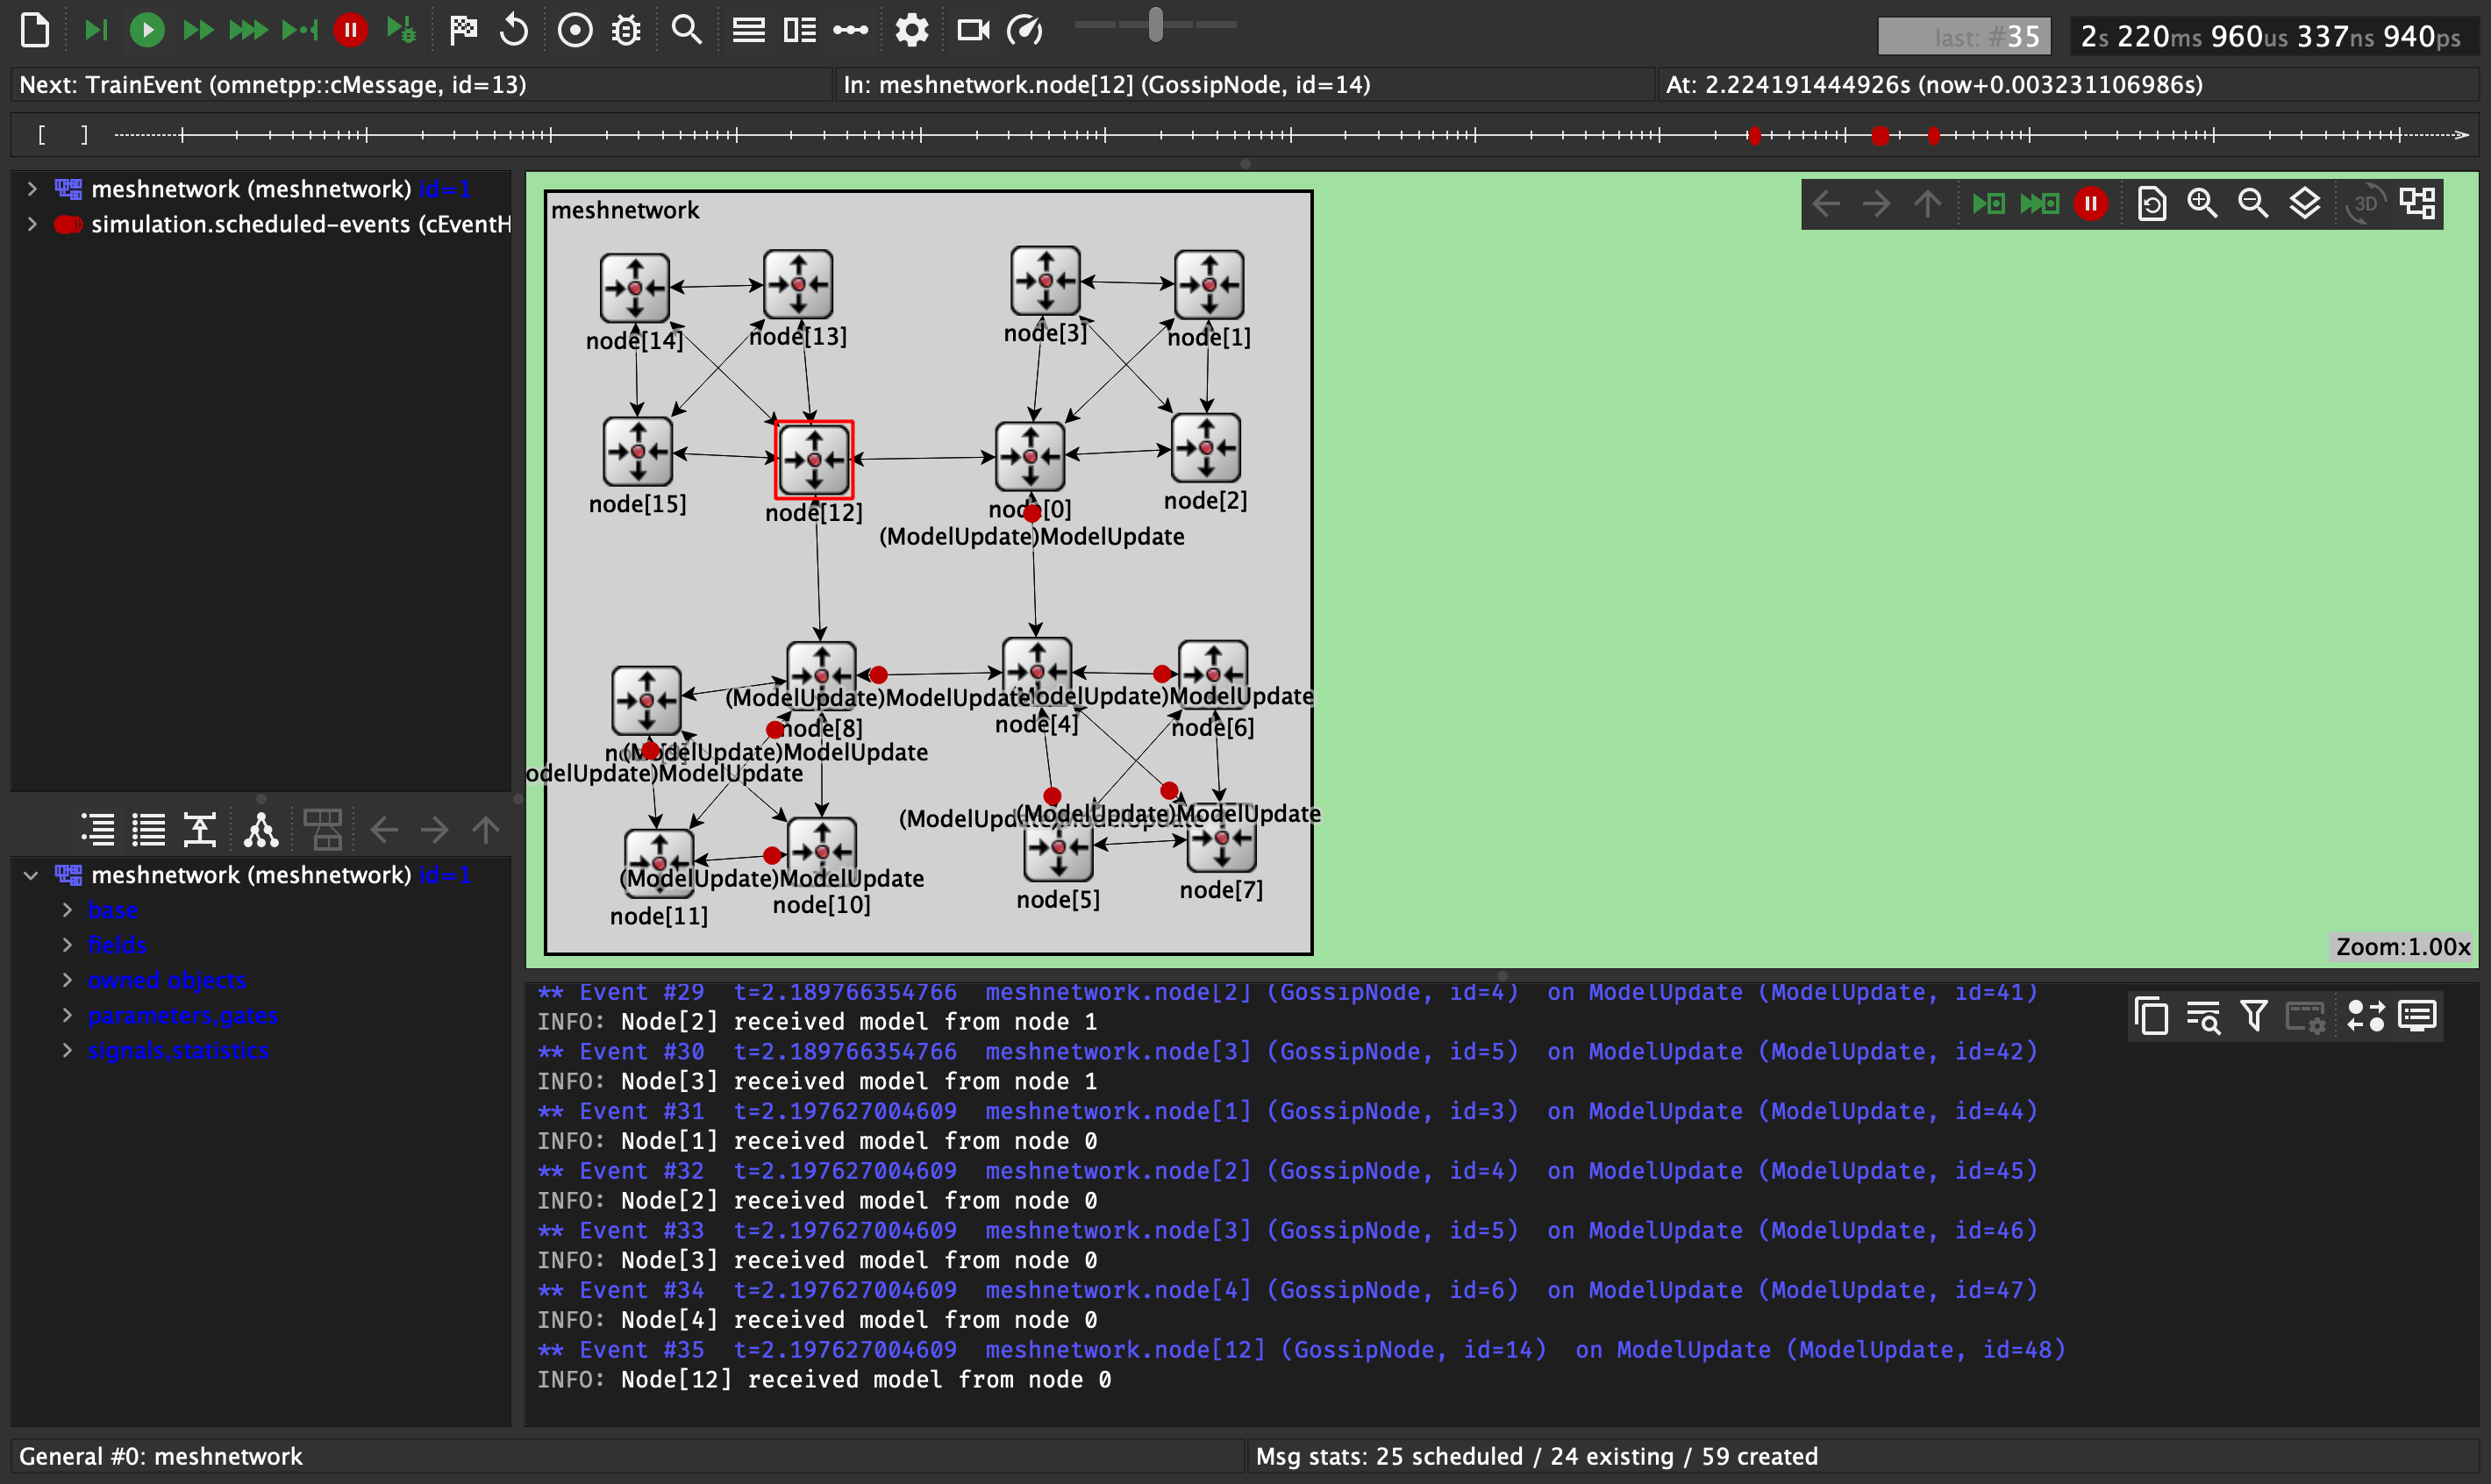 last: #35
2s 220ms 960us 337ns 940ps
Next: TrainEvent (omnetpp::cMessage, id=13)
In: meshnetwork.node[12] (GossipNode, id=14)
At: 2.224191444926s (now+0.003231106986s)
[ ]
meshnetwork (meshnetwork) id=1
simulation.scheduled-events (cEventH
3D
meshnetwork
node[14]
node[13]
node[3]
node[1]
node[15]
node[12]
node[0]
node[2]
(ModelUpdate)ModelUpdate
(ModelUpdate)ModelUpdate
(ModelUpdate)ModelUpdate
node[8]
node[4]
node[6]
(ModelUpdate)ModelUpdate
odelUpdate)ModelUpdate
(ModelUpdate)ModelUpdate
(ModelUpdate)ModelUpdate
node[11]
node[10]
node[5]
node[7]
Zoom:1.00x
meshnetwork (meshnetwork) id=1
base
fields
owned objects
parameters,gates
signals,statistics
** Event #29 t=2.189766354766 meshnetwork.node[2] (GossipNode, id=4) on ModelUpdate (ModelUpdate, id=41)
INFO: Node[2] received model from node 1
** Event #30 t=2.189766354766 meshnetwork.node[3] (GossipNode, id=5) on ModelUpdate (ModelUpdate, id=42)
INFO: Node[3] received model from node 1
** Event #31 t=2.197627004609 meshnetwork.node[1] (GossipNode, id=3) on ModelUpdate (ModelUpdate, id=44)
INFO: Node[1] received model from node 0
** Event #32 t=2.197627004609 meshnetwork.node[2] (GossipNode, id=4) on ModelUpdate (ModelUpdate, id=45)
INFO: Node[2] received model from node 0
** Event #33 t=2.197627004609 meshnetwork.node[3] (GossipNode, id=5) on ModelUpdate (ModelUpdate, id=46)
INFO: Node[3] received model from node 0
** Event #34 t=2.197627004609 meshnetwork.node[4] (GossipNode, id=6) on ModelUpdate (ModelUpdate, id=47)
INFO: Node[4] received model from node 0
** Event #35 t=2.197627004609 meshnetwork.node[12] (GossipNode, id=14) on ModelUpdate (ModelUpdate, id=48)
INFO: Node[12] received model from node 0
General #0: meshnetwork
Msg stats: 25 scheduled / 24 existing / 59 created